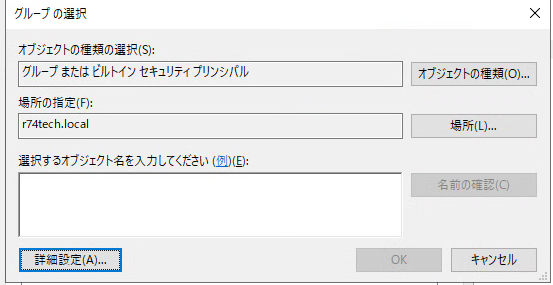 グループ の選択
オブジェクトの種類の選択(S):
グループ または ビルトイン セキュリティ プリンシパル
オブジェクトの種類(O)...
場所の指定(F):
r74tech.local
場所(L)...
選択するオブジェクト名を入力してください (例)(E):
名前の確認(C)
詳細設定(A)...
OK
キャンセル